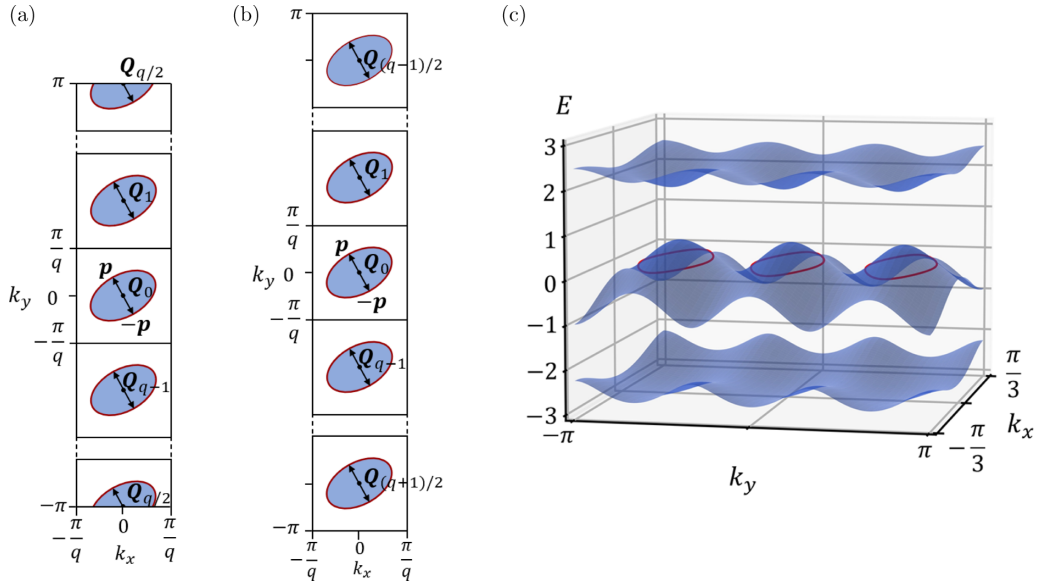 (a)
π
Q_{q/2}
Q_1
π/q
p
Q_0
k_y
0
−p
−π/q
Q_{q−1}
Q_{q/2}
−π
−π/q
0
π/q
k_x
(b)
π
Q_{(q−1)/2}
Q_1
π/q
p
Q_0
k_y
0
−p
−π/q
Q_{q−1}
Q_{(q+1)/2}
−π
−π/q
0
π/q
k_x
(c)
E
3
2
1
0
−1
−2
−3
−π
π
k_y
−π/3
π/3
k_x